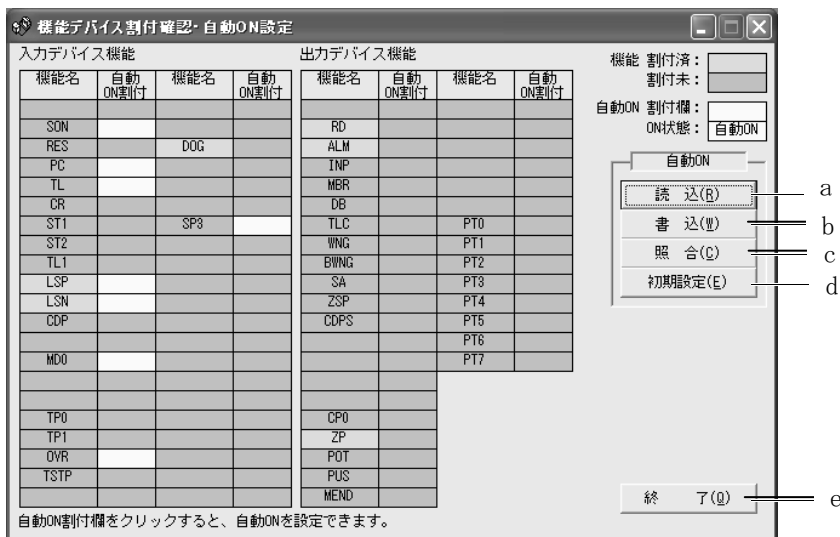 機能デバイス割付確認・自動ON設定
入力デバイス機能
機能名 自動ON割付 機能名 自動ON割付
SON
RES DOG
PC
TL
CR
ST1 SP3
ST2
TL1
LSP
LSN
CDP
MD0
TP0
TP1
OVR
TSTP
出力デバイス機能
機能名 自動ON割付 機能名 自動ON割付
RD
ALM
INP
MBR
DB
TLC PT0
WNG PT1
BWNG PT2
SA PT3
ZSP PT4
CDPS PT5
PT6
PT7
CP0
ZP
POT
PUS
MEND
機能 割付済:
割付未:
自動ON 割付欄:
ON状態: 自動ON
自動ON
読 込(R) a
書 込(W) b
照 合(C) c
初期設定(E) d
終 了(Q) e
自動ON割付欄をクリックすると、自動ONを設定できます。